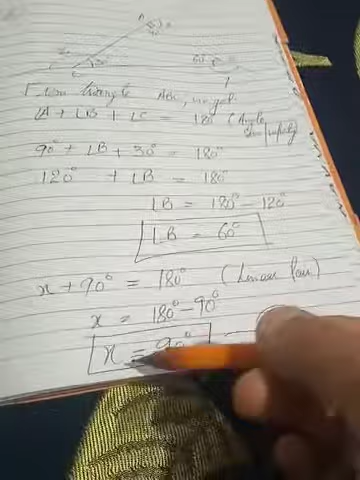 From triangle ABC, we get
∠A + ∠B + ∠C = 180° (Angle Sum property)
90° + ∠B + 30° = 180°
120° + ∠B = 180°
∠B = 180° - 120°
∠B = 60°
x + 90° = 180° (Linear Pair)
x = 180° - 90°
x = 90°